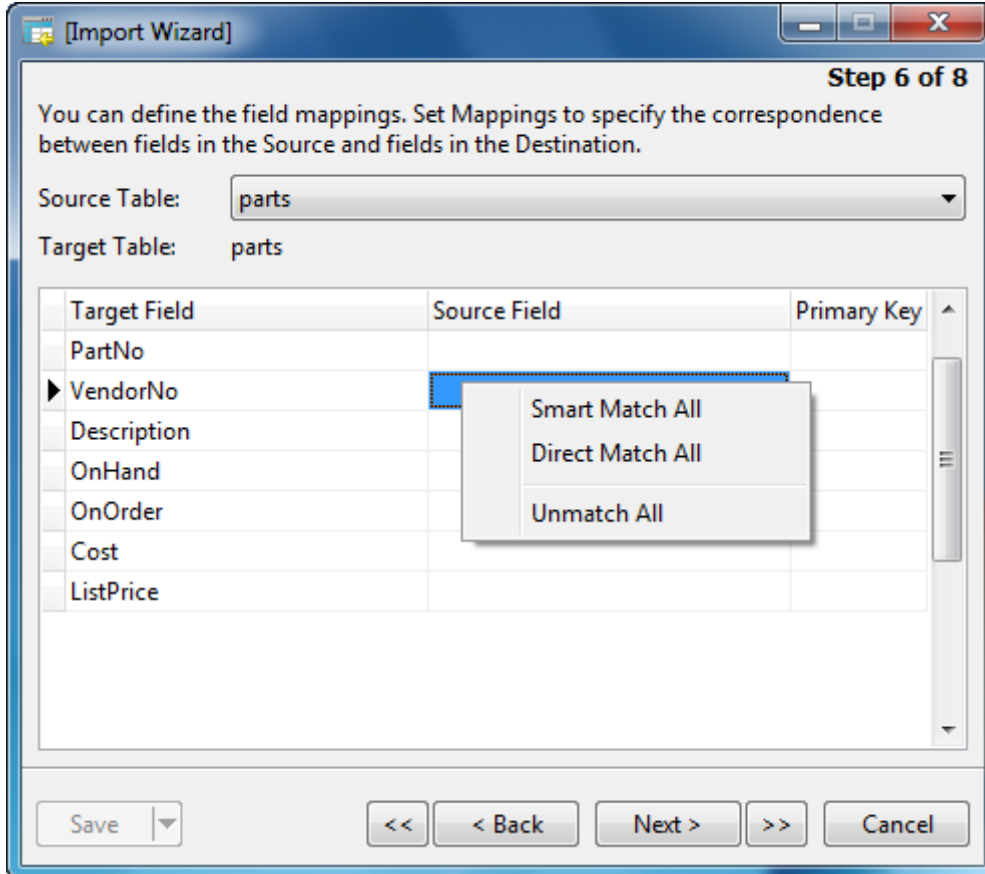 [Import Wizard]
Step 6 of 8
You can define the field mappings. Set Mappings to specify the correspondence
between fields in the Source and fields in the Destination.
Source Table: parts
Target Table: parts
Target Field Source Field Primary Key
PartNo
VendorNo
Description
OnHand
OnOrder
Cost
ListPrice
Smart Match All
Direct Match All
Unmatch All
Save << < Back Next > >> Cancel